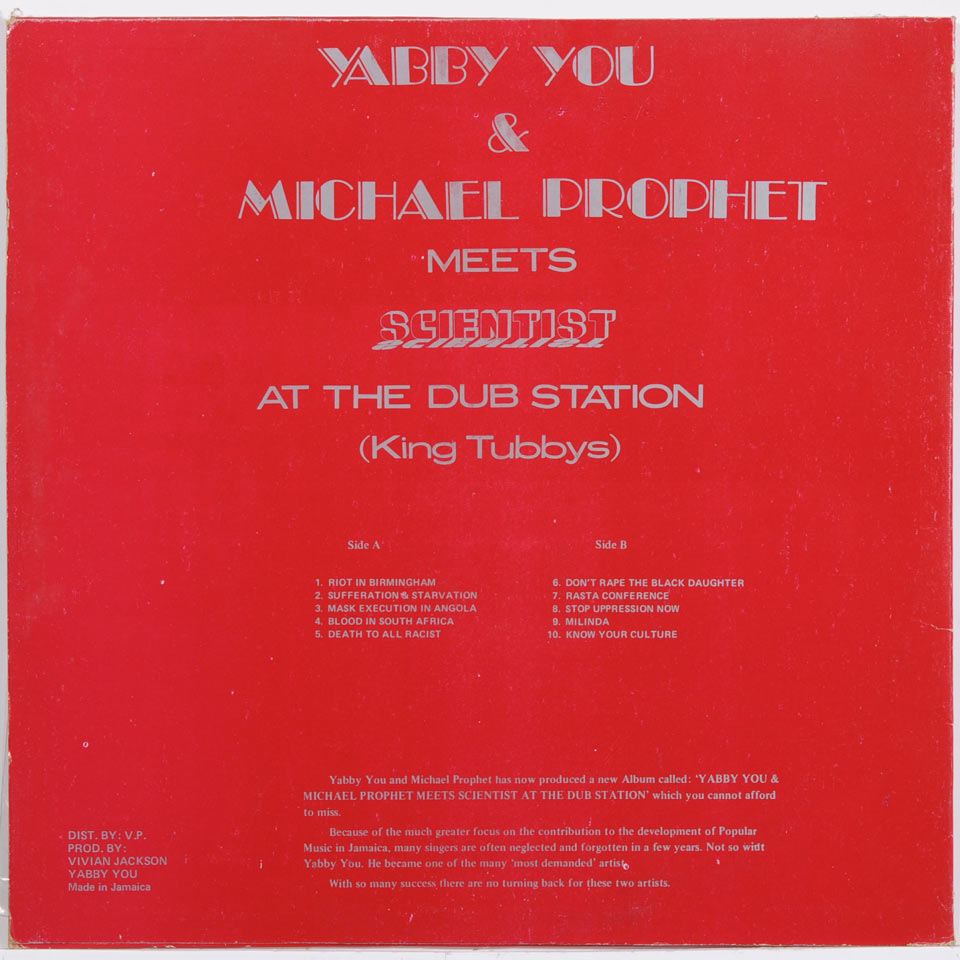 YABBY YOU
&
MICHAEL PROPHET
MEETS
SCIENTIST
AT THE DUB STATION
(King Tubbys)
Side A
1. RIOT IN BIRMINGHAM
2. SUFFERATION & STARVATION
3. MASK EXECUTION IN ANGOLA
4. BLOOD IN SOUTH AFRICA
5. DEATH TO ALL RACIST
Side B
6. DON'T RAPE THE BLACK DAUGHTER
7. RASTA CONFERENCE
8. STOP UPPRESSION NOW
9. MILINDA
10. KNOW YOUR CULTURE
Yabby You and Michael Prophet has now produced a new Album called: 'YABBY YOU &
MICHAEL PROPHET MEETS SCIENTIST AT THE DUB STATION' which you cannot afford
to miss.
Because of the much greater focus on the contribution to the development of Popular
Music in Jamaica, many singers are often neglected and forgotten in a few years. Not so with
Yabby You. He became one of the many 'most demanded' artist.
With so many success there are no turning back for these two artists.
DIST. BY: V.P.
PROD. BY:
VIVIAN JACKSON
YABBY YOU
Made in Jamaica